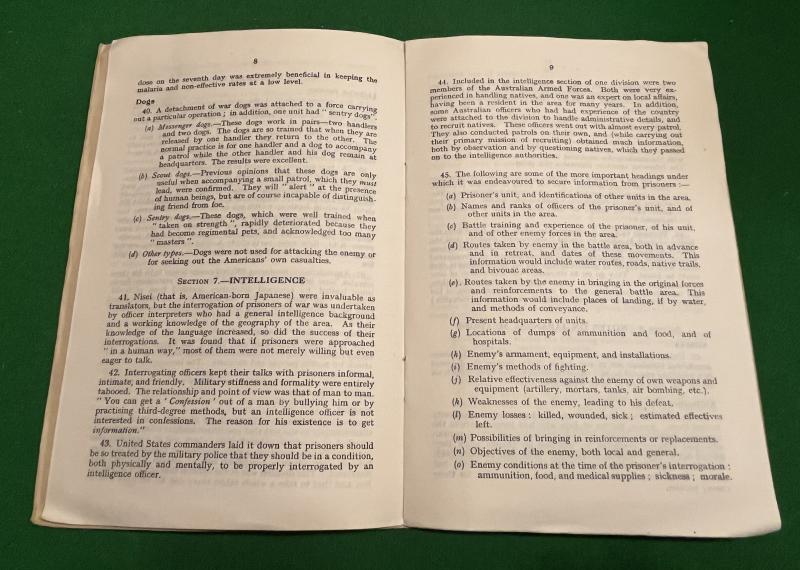 8
dose on the seventh day was extremely beneficial in keeping the
malaria and non-effective rates at a low level.
Dogs
40. A detachment of war dogs was attached to a force carrying
out a particular operation; in addition, one unit had "sentry dogs".
(a) Messenger dogs.—These dogs work in pairs—two handlers
and two dogs. The dogs are so trained that when they are
released by one handler they return to the other. The
normal practice is for one handler and a dog to accompany
a patrol while the other handler and his dog remain at
headquarters. The results were excellent.
(b) Scout dogs.—Previous opinions that these dogs are only
useful when accompanying a small patrol, which they must
lead, were confirmed. They will "alert" at the presence
of human beings, but are of course incapable of distinguish-
ing friend from foe.
(c) Sentry dogs.—These dogs, which were well trained when
"taken on strength", rapidly deteriorated because they
had become regimental pets, and acknowledged too many
"masters".
(d) Other types.—Dogs were not used for attacking the enemy or
for seeking out the Americans' own casualties.
SECTION 7.—INTELLIGENCE
41. Nisei (that is, American-born Japanese) were invaluable as
translators, but the interrogation of prisoners of war was undertaken
by officer interpreters who had a general intelligence background
and a working knowledge of the geography of the area. As their
knowledge of the language increased, so did the success of their
interrogations. It was found that if prisoners were approached
"in a human way," most of them were not merely willing but even
eager to talk.
42. Interrogating officers kept their talks with prisoners informal,
intimate, and friendly. Military stiffness and formality were entirely
tabooed. The relationship and point of view was that of man to man.
"You can get a 'Confession' out of a man by bullying him or by
practising third-degree methods, but an intelligence officer is not
interested in confessions. The reason for his existence is to get
information."
43. United States commanders laid it down that prisoners should
be so treated by the military police that they should be in a condition,
both physically and mentally, to be properly interrogated by an
intelligence officer.
9
44. Included in the intelligence section of one division were two
members of the Australian Armed Forces. Both were very ex-
perienced in handling natives, and one was an expert on local affairs,
having been a resident in the area for many years. In addition,
some Australian officers who had had experience of the country
were attached to the division to handle administrative details, and
to recruit natives. These officers went out with almost every patrol.
They also conducted patrols on their own, and (while carrying out
their primary mission of recruiting) obtained much information,
both by observation and by questioning natives, which they passed
on to the intelligence authorities.
45. The following are some of the more important headings under
which it was endeavoured to secure information from prisoners:—
(a) Prisoner's unit, and identifications of other units in the area.
(b) Names and ranks of officers of the prisoner's unit, and of
other units in the area.
(c) Battle training and experience of the prisoner, of his unit,
and of other enemy forces in the area.
(d) Routes taken by enemy in the battle area, both in advance
and in retreat, and dates of these movements. This
information would include water routes, roads, native trails,
and bivouac areas.
(e) Routes taken by the enemy in bringing in the original forces
and reinforcements to the general battle area. This
information would include places of landing, if by water,
and methods of conveyance.
(f) Present headquarters of units.
(g) Locations of dumps of ammunition and food, and of
hospitals.
(h) Enemy's armament, equipment, and installations.
(i) Enemy's methods of fighting.
(j) Relative effectiveness against the enemy of own weapons and
equipment (artillery, mortars, tanks, air bombing, etc.).
(k) Weaknesses of the enemy, leading to his defeat.
(l) Enemy losses: killed, wounded, sick; estimated effectives
left.
(m) Possibilities of bringing in reinforcements or replacements.
(n) Objectives of the enemy, both local and general.
(o) Enemy conditions at the time of the prisoner's interrogation:
ammunition, food, and medical supplies; sickness; morale.